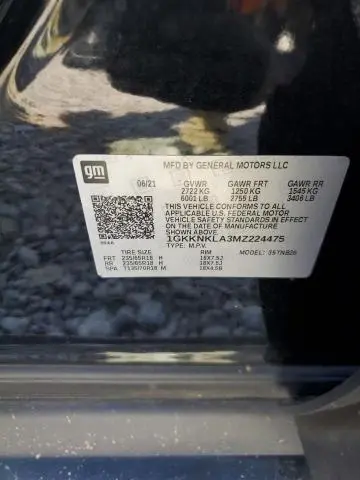 gm
MFD BY GENERAL MOTORS LLC
06/21 GVWR GAWR FRT GAWR RR
2722 KG 1250 KG 1545 KG
6001 LB 2755 LB 3406 LB
THIS VEHICLE CONFORMS TO ALL
APPLICABLE U.S. FEDERAL MOTOR
VEHICLE SAFETY STANDARDS IN
EFFECT ON THE DATE OF
MANUFACTURE SHOWN ABOVE.
1GKKNKLA3MZ224475
TYPE: M.P.V. MODEL: 35TNB26
TIRE SIZE RIM
FRT 235/65R18 H 18X7.5J
RR 235/65R18 H 18X7.5J
SPA T135/70R18 M 18X4.5B